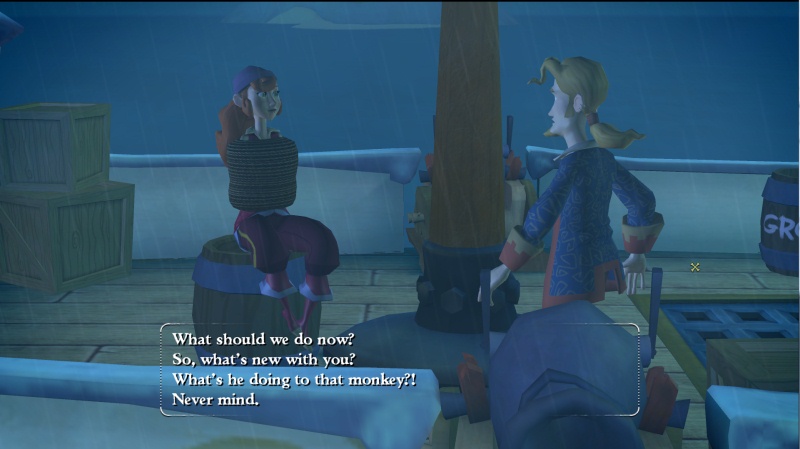 What should we do now?
So, what's new with you?
What's he doing to that monkey?!
Never mind.